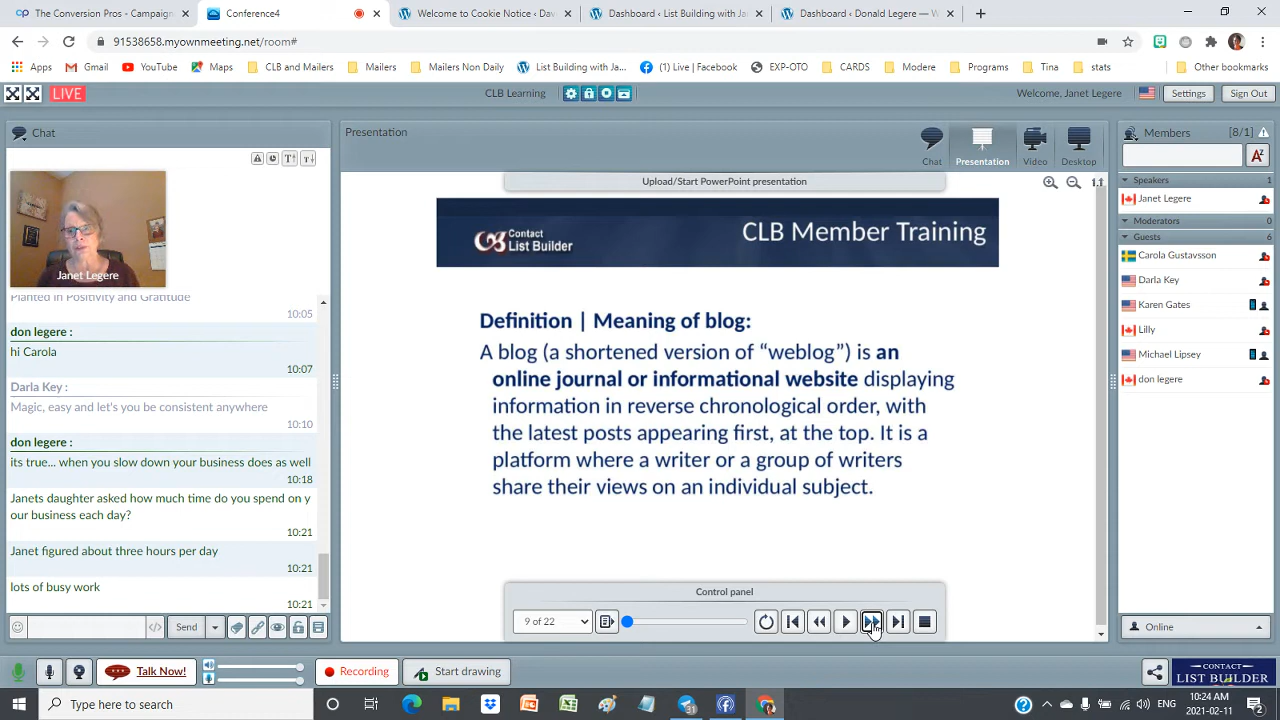 The Conversion Pros - Campaign
Conference4
Welcome to Cookie Notice ‹ Dav
Dashboard ‹ List Building with Ja
Dashboard ‹ Donald Legere — W
91538658.myownmeeting.net/room#
Apps
Gmail
YouTube
Maps
CLB and Mailers
Mailers
Mailers Non Daily
List Building with Ja...
(1) Live | Facebook
EXP-OTO
CARDS
Modere
Programs
Tina
stats
Other bookmarks
LIVE
CLB Learning
Welcome, Janet Legere
Settings
Sign Out
Chat
Janet Legere
Planted in Positivity and Gratitude
10:05
don legere :
hi Carola
10:07
Darla Key :
Magic, easy and let's you be consistent anywhere
10:10
don legere :
its true... when you slow down your business does as well
10:18
Janets daughter asked how much time do you spend on y
our business each day?
10:21
Janet figured about three hours per day
10:21
lots of busy work
10:21
Send
Presentation
Chat
Presentation
Video
Desktop
Upload/Start PowerPoint presentation
1:1
Contact
List Builder
CLB Member Training
Definition | Meaning of blog:
A blog (a shortened version of “weblog”) is an
online journal or informational website displaying
information in reverse chronological order, with
the latest posts appearing first, at the top. It is a
platform where a writer or a group of writers
share their views on an individual subject.
Control panel
9 of 22
Members
[8/1]
Speakers
1
Janet Legere
Moderators
0
Guests
6
Carola Gustavsson
Darla Key
Karen Gates
Lilly
Michael Lipsey
don legere
Online
Talk Now!
Recording
Start drawing
CONTACT
LIST BUILDER
Type here to search
31
ENG
10:24 AM
2021-02-11
2